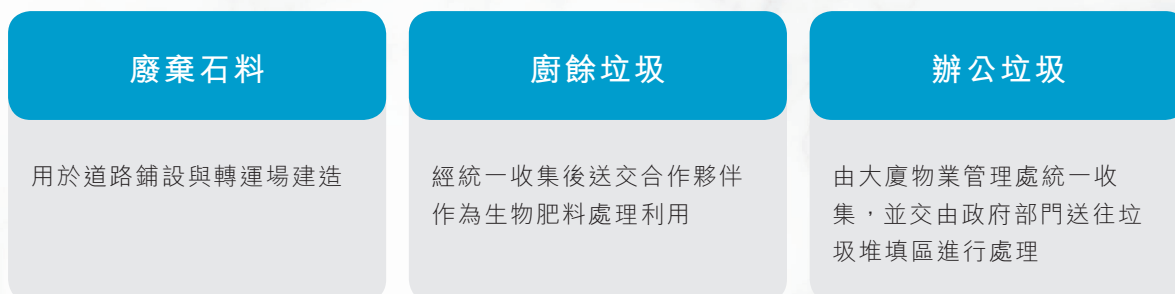 廢棄石料
用於道路鋪設與轉運場建造
廚餘垃圾
經統一收集後送交合作夥伴
作為生物肥料處理利用
辦公垃圾
由大廈物業管理處統一收
集，並交由政府部門送往垃
圾堆填區進行處理